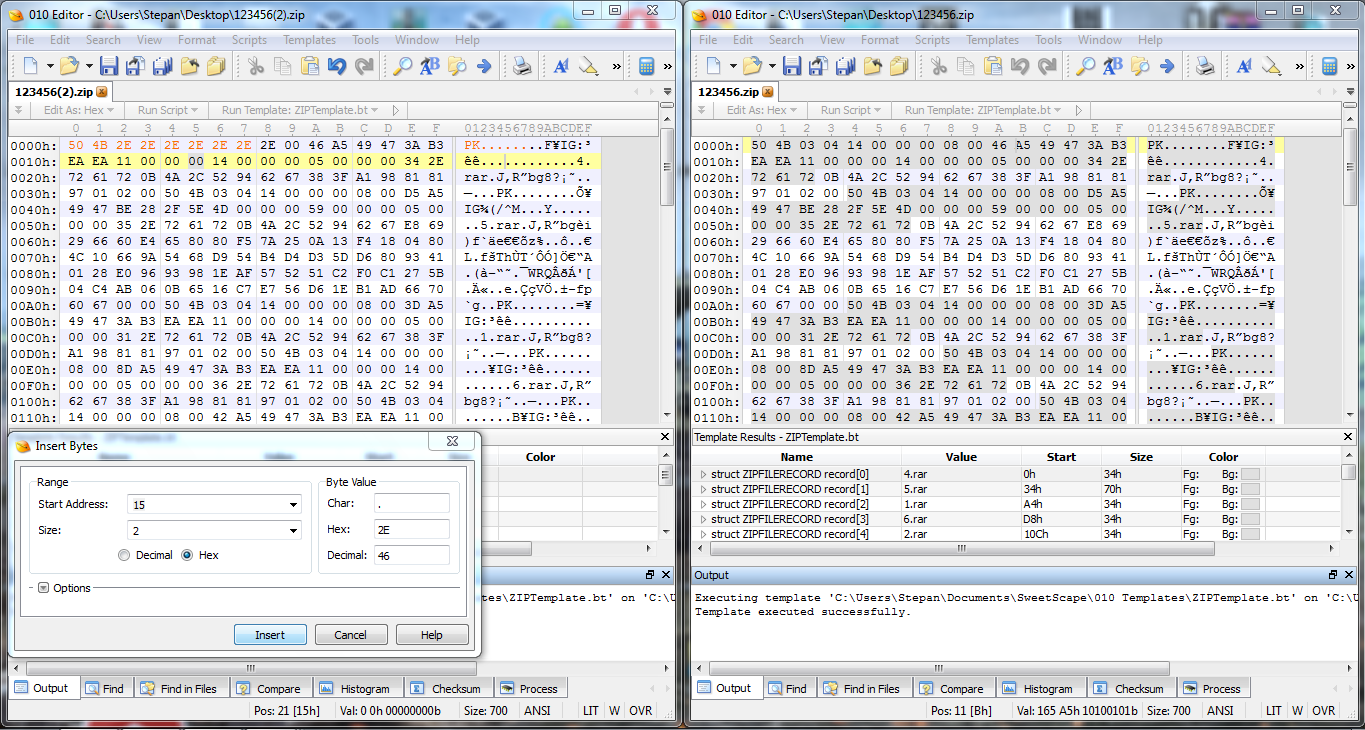 010 Editor - C:\Users\Stepan\Desktop\123456(2).zip
File Edit Search View Format Scripts Templates Tools Window Help
123456(2).zip
Edit As: Hex Run Script Run Template: ZIPTemplate.bt
0 1 2 3 4 5 6 7 8 9 A B C D E F 0123456789ABCDEF
0000h: 50 4B 2E 2E 2E 2E 2E 2E 2E 00 46 A5 49 47 3A B3 PK........F¥IG:³
0010h: EA EA 11 00 00 00 14 00 00 00 05 00 00 00 34 2E êê............4.
0020h: 72 61 72 0B 4A 2C 52 94 62 67 38 3F A1 98 81 81 rar.J,R”bg8?¡˜..
0030h: 97 01 02 00 50 4B 03 04 14 00 00 00 08 00 D5 A5 —...PK........Õ¥
0040h: 49 47 BE 28 2F 5E 4D 00 00 00 59 00 00 00 05 00 IG¾(/^M...Y.....
0050h: 00 00 35 2E 72 61 72 0B 4A 2C 52 94 62 67 E8 69 ..5.rar.J,R”bgèi
0060h: 29 66 60 E4 65 80 80 F5 7A 25 0A 13 F4 18 04 80 )f`äe€€õz%..ô..€
0070h: 4C 10 66 9A 54 68 D9 54 B4 D4 D3 5D D6 80 93 41 L.fšThÙT´ÔÓ]Ö€“A
0080h: 01 28 E0 96 93 98 1E AF 57 52 51 C2 F0 C1 27 5B .(à–“˜.¯WRQÂðÁ'[
0090h: 04 C4 AB 06 0B 65 16 C7 E7 56 D6 1E B1 AD 66 70 .Ä«..e.ÇçVÖ.±-fp
00A0h: 60 67 00 00 00 50 4B 03 04 14 00 00 00 08 00 3D A5 `g...PK........=¥
00B0h: 49 47 3A B3 EA EA 11 00 00 00 14 00 00 00 05 00 IG:³êê..........
00C0h: 00 00 31 2E 72 61 72 0B 4A 2C 52 94 62 67 38 3F ..1.rar.J,R”bg8?
00D0h: A1 98 81 81 97 01 02 00 50 4B 03 04 14 00 00 00 ¡˜..—...PK......
00E0h: 08 00 8D A5 49 47 3A B3 EA EA 11 00 00 00 14 00 ...¥IG:³êê......
00F0h: 00 00 05 00 00 00 36 2E 72 61 72 0B 4A 2C 52 94 ......6.rar.J,R”
0100h: 62 67 38 3F A1 98 81 81 97 01 02 00 50 4B 03 04 bg8?¡˜..—...PK..
0110h: 14 00 00 00 08 00 42 A5 49 47 3A B3 EA EA 11 00 ......B¥IG:³êê..
Color
Insert Bytes
Range
Start Address: 15
Size: 2
Decimal Hex
Byte Value
Char: .
Hex: 2E
Decimal: 46
Options
Insert Cancel Help
tes\ZIPTemplate.bt' on 'C:\U
Output Find Find in Files Compare Histogram Checksum Process
Pos: 21 [15h] Val: 0 0h 00000000b Size: 700 ANSI LIT W OVR
010 Editor - C:\Users\Stepan\Desktop\123456.zip
File Edit Search View Format Scripts Templates Tools Window Help
123456.zip
Edit As: Hex Run Script Run Template: ZIPTemplate.bt
0 1 2 3 4 5 6 7 8 9 A B C D E F 0123456789ABCDEF
0000h: 50 4B 03 04 14 00 00 00 08 00 46 A5 49 47 3A B3 PK........F¥IG:³
0010h: EA EA 11 00 00 00 14 00 00 00 05 00 00 00 34 2E êê............4.
0020h: 72 61 72 0B 4A 2C 52 94 62 67 38 3F A1 98 81 81 rar.J,R”bg8?¡˜..
0030h: 97 01 02 00 50 4B 03 04 14 00 00 00 08 00 D5 A5 —...PK........Õ¥
0040h: 49 47 BE 28 2F 5E 4D 00 00 00 59 00 00 00 05 00 IG¾(/^M...Y.....
0050h: 00 00 35 2E 72 61 72 0B 4A 2C 52 94 62 67 E8 69 ..5.rar.J,R”bgèi
0060h: 29 66 60 E4 65 80 80 F5 7A 25 0A 13 F4 18 04 80 )f`äe€€õz%..ô..€
0070h: 4C 10 66 9A 54 68 D9 54 B4 D4 D3 5D D6 80 93 41 L.fšThÙT´ÔÓ]Ö€“A
0080h: 01 28 E0 96 93 98 1E AF 57 52 51 C2 F0 C1 27 5B .(à–“˜.¯WRQÂðÁ'[
0090h: 04 C4 AB 06 0B 65 16 C7 E7 56 D6 1E B1 AD 66 70 .Ä«..e.ÇçVÖ.±-fp
00A0h: 60 67 00 00 50 4B 03 04 14 00 00 00 08 00 3D A5 `g..PK........=¥
00B0h: 49 47 3A B3 EA EA 11 00 00 00 14 00 00 00 05 00 IG:³êê..........
00C0h: 00 00 31 2E 72 61 72 0B 4A 2C 52 94 62 67 38 3F ..1.rar.J,R”bg8?
00D0h: A1 98 81 81 97 01 02 00 50 4B 03 04 14 00 00 00 ¡˜..—...PK......
00E0h: 08 00 8D A5 49 47 3A B3 EA EA 11 00 00 00 14 00 ...¥IG:³êê......
00F0h: 00 00 05 00 00 00 36 2E 72 61 72 0B 4A 2C 52 94 ......6.rar.J,R”
0100h: 62 67 38 3F A1 98 81 81 97 01 02 00 50 4B 03 04 bg8?¡˜..—...PK..
0110h: 14 00 00 00 08 00 42 A5 49 47 3A B3 EA EA 11 00 ......B¥IG:³êê..
Template Results - ZIPTemplate.bt
Name Value Start Size Color
struct ZIPFILERECORD record[0] 4.rar 0h 34h Fg: Bg:
struct ZIPFILERECORD record[1] 5.rar 34h 70h Fg: Bg:
struct ZIPFILERECORD record[2] 1.rar A4h 34h Fg: Bg:
struct ZIPFILERECORD record[3] 6.rar D8h 34h Fg: Bg:
struct ZIPFILERECORD record[4] 2.rar 10Ch 34h Fg: Bg:
Output
Executing template 'C:\Users\Stepan\Documents\SweetScape\010 Templates\ZIPTemplate.bt' on 'C:\U
Template executed successfully.
Output Find Find in Files Compare Histogram Checksum Process
Pos: 11 [Bh] Val: 165 A5h 10100101b Size: 700 ANSI LIT W OVR